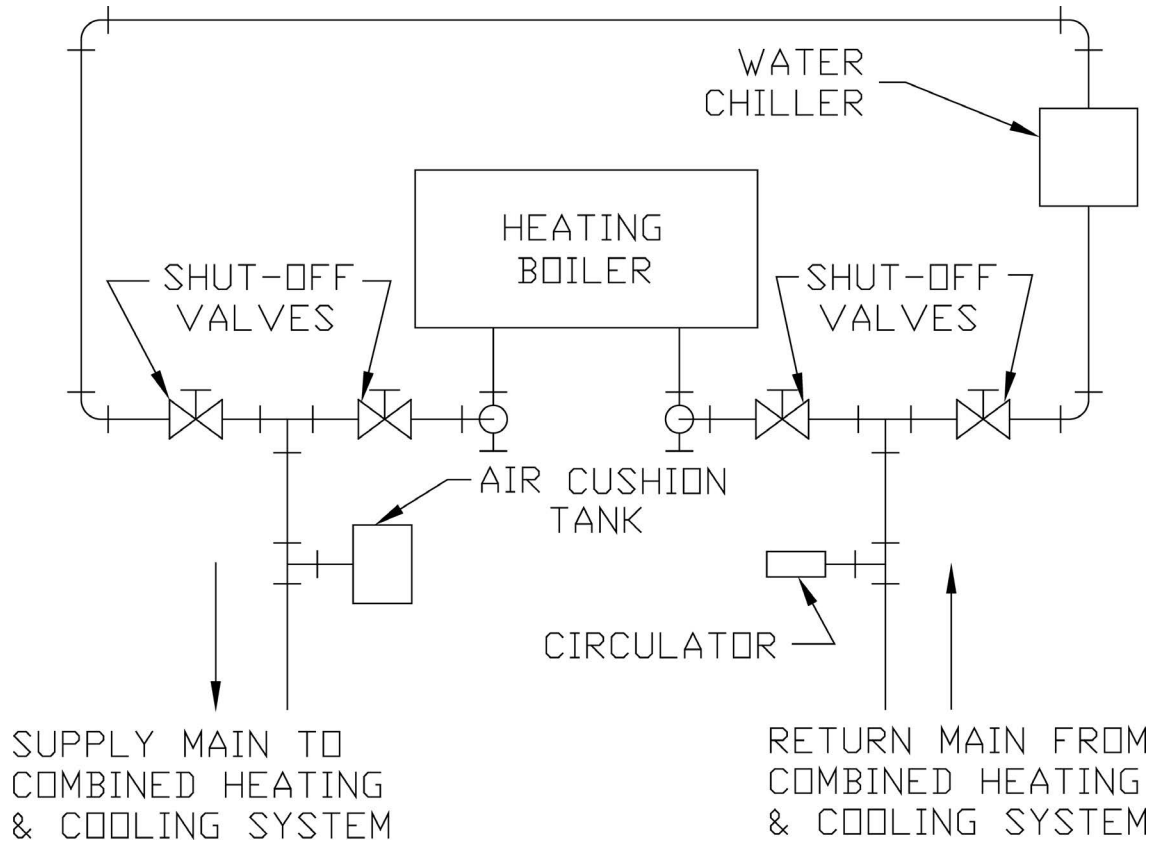 WATER
CHILLER
HEATING
BOILER
SHUT-OFF
VALVES
SHUT-OFF
VALVES
AIR CUSHION
TANK
CIRCULATOR
SUPPLY MAIN TO
COMBINED HEATING
& COOLING SYSTEM
RETURN MAIN FROM
COMBINED HEATING
& COOLING SYSTEM